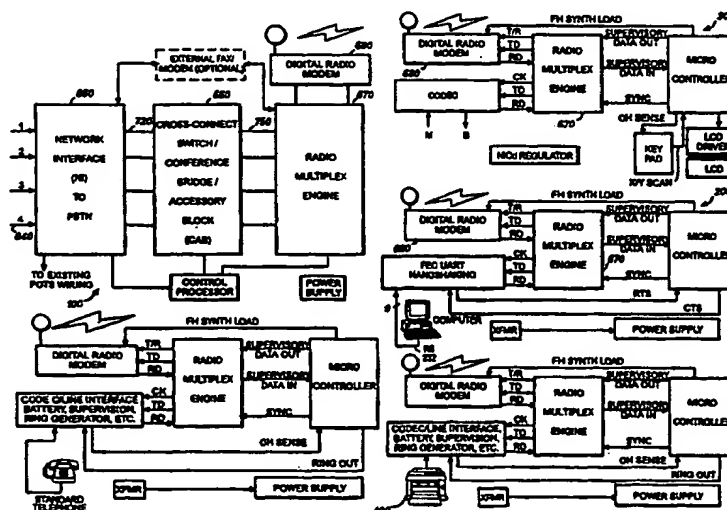 EXTERNAL FAX/
MODEM (OPTIONAL)
DIGITAL RADIO
MODEM
NETWORK
INTERFACE
(NI)
TO
PSTN
CROSS-CONNECT
SWITCH /
CONFERENCE
BRIDGE /
ACCESSORY
BLOCK
(CAB)
RADIO
MULTIPLEX
ENGINE
1
2
3
4
TO EXISTING
POTS WIRING
CONTROL
PROCESSOR
POWER SUPPLY
FH SYNTH LOAD
DIGITAL RADIO
MODEM
T/R
TD
RD
RADIO
MULTIPLEX
ENGINE
SUPERVISORY
DATA OUT
SUPERVISORY
DATA IN
SYNC
MICRO
CONTROLLER
CODEC
CK
TD
RD
670
OH SENSE
NiCd REGULATOR
KEY
PAD
X/Y SCAN
LCD
DRIVER
LCD
FH SYNTH LOAD
DIGITAL RADIO
MODEM
T/R
TD
RD
RADIO
MULTIPLEX
ENGINE
SUPERVISORY
DATA OUT
SUPERVISORY
DATA IN
SYNC
MICRO
CONTROLLER
FEC UART
HANDSHAKING
CK
TD
RD
RTS
CTS
COMPUTER
RS
232
XFMR
POWER SUPPLY
FH SYNTH LOAD
DIGITAL RADIO
MODEM
T/R
TD
RD
RADIO
MULTIPLEX
ENGINE
SUPERVISORY
DATA OUT
SUPERVISORY
DATA IN
SYNC
MICRO
CONTROLLER
CODE C/LINE INTERFACE
BATTERY, SUPERVISION,
RING GENERATOR, ETC.
CK
TD
RD
OH SENSE
RING OUT
STANDARD
TELEPHONE
XFMR
POWER SUPPLY
FH SYNTH LOAD
DIGITAL RADIO
MODEM
T/R
TD
RD
RADIO
MULTIPLEX
ENGINE
SUPERVISORY
DATA OUT
SUPERVISORY
DATA IN
SYNC
MICRO
CONTROLLER
CODEC/LINE INTERFACE,
BATTERY, SUPERVISION,
RING GENERATOR, ETC.
CK
TD
RD
OH SENSE
RING OUT
XFMR
POWER SUPPLY